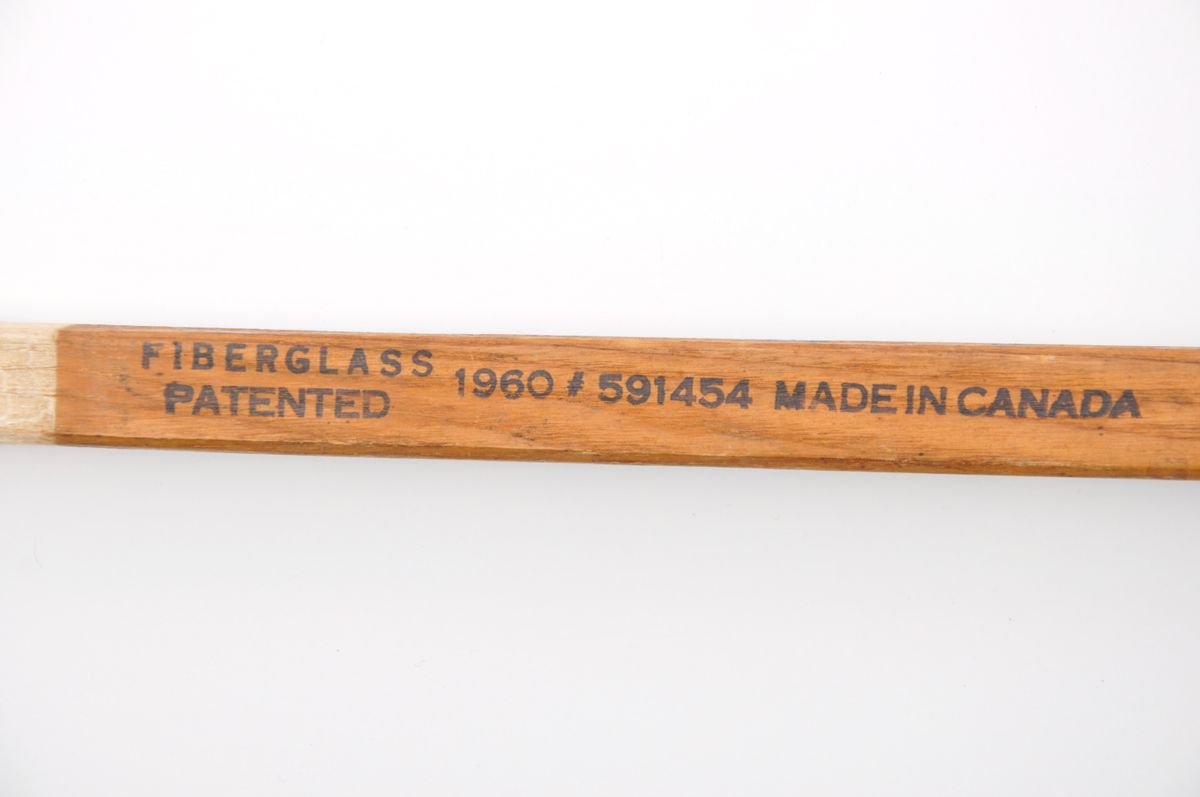 FIBERGLASS
PATENTED
1960 # 591454 MADE IN CANADA